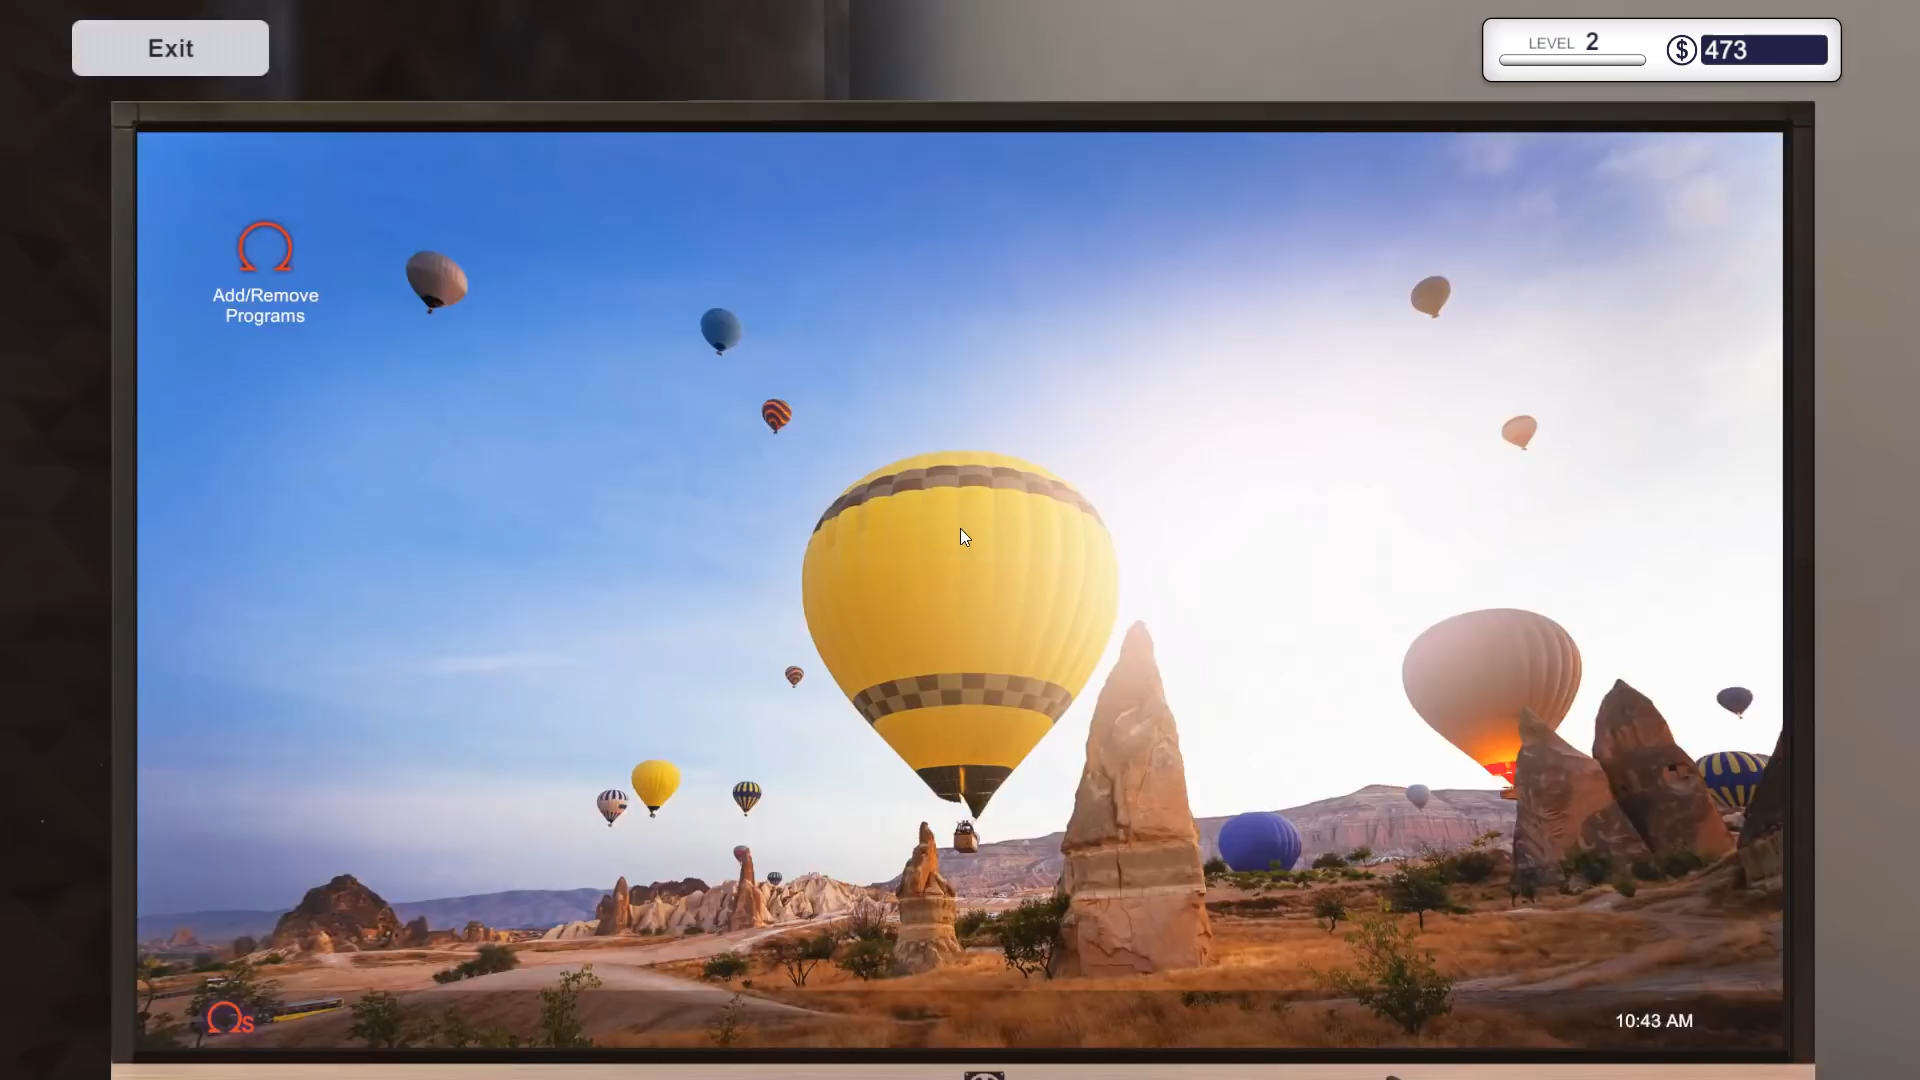 Exit
LEVEL 2
$ 473
Add/Remove
Programs
Ωs
10:43 AM